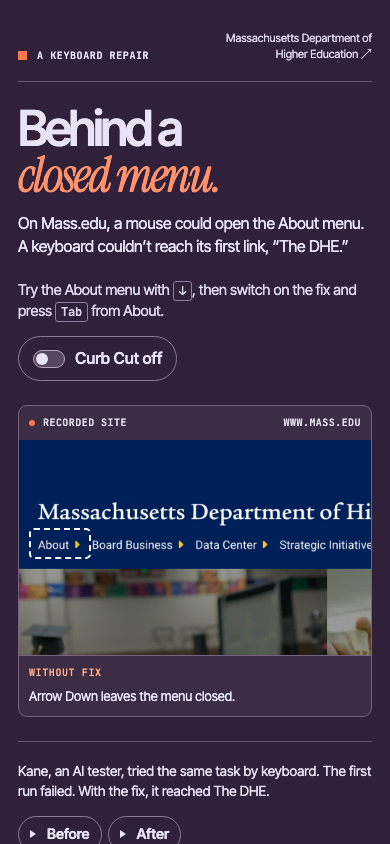 A KEYBOARD REPAIR
Massachusetts Department of
Higher Education ↗
Behind a
closed menu.
On Mass.edu, a mouse could open the About menu.
A keyboard couldn’t reach its first link, “The DHE.”
Try the About menu with ↓, then switch on the fix and
press Tab from About.
Curb Cut off
RECORDED SITE
WWW.MASS.EDU
Massachusetts Department of Hi
About Board Business Data Center Strategic Initiative
WITHOUT FIX
Arrow Down leaves the menu closed.
Kane, an AI tester, tried the same task by keyboard. The first
run failed. With the fix, it reached The DHE.
Before After